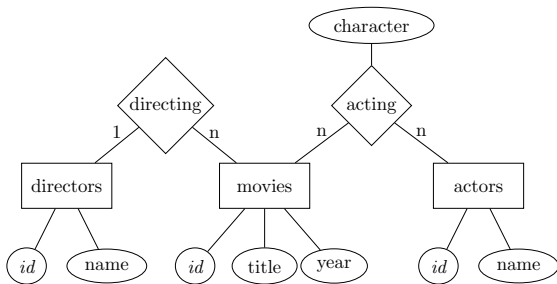 character
directing
acting
1
n
n
n
directors
movies
actors
id
name
id
title
year
id
name